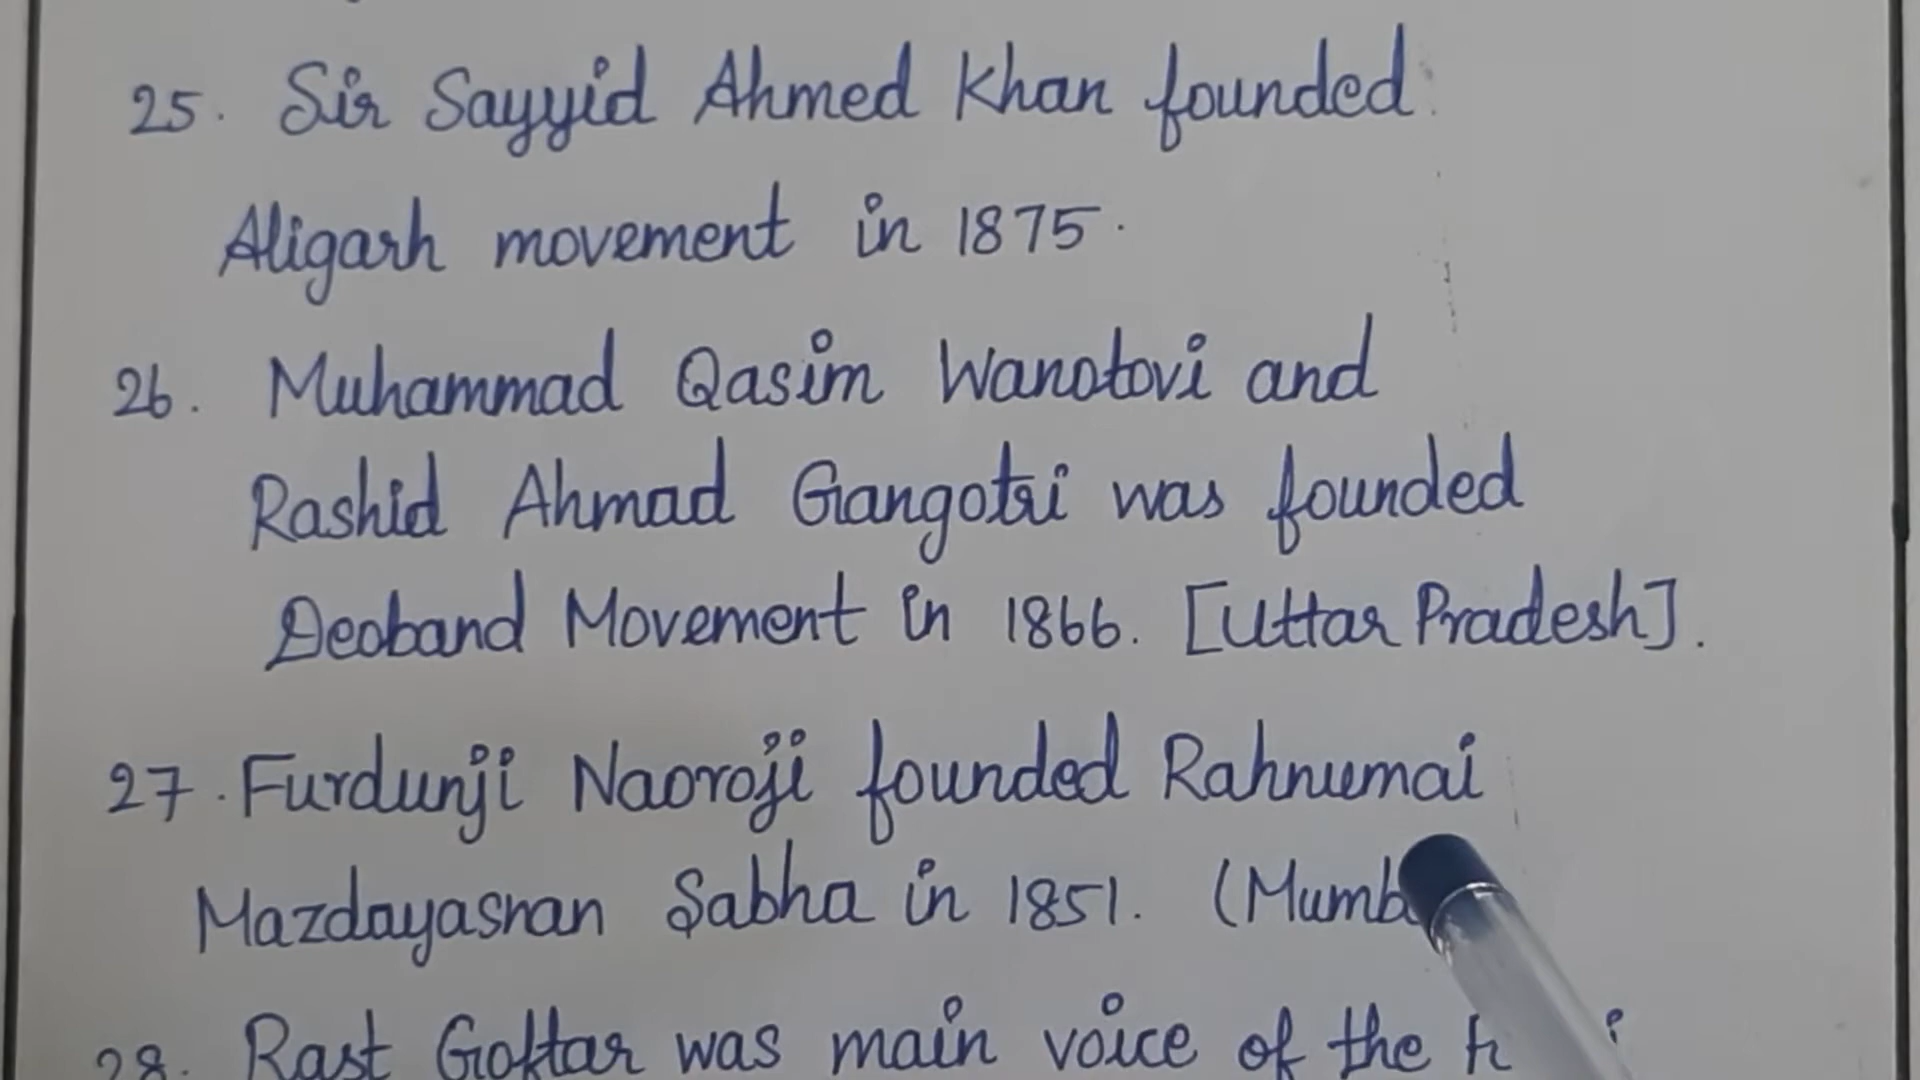 25. Sir Sayyid Ahmed Khan founded
Aligarh movement in 1875.
26. Muhammad Qasim Wanotovi and
Rashid Ahmad Gangotri was founded
Deoband Movement in 1866. [Uttar Pradesh].
27. Furdunji Naoroji founded Rahnumai
Mazdayasnan Sabha in 1851. (Mumb
28. Rast Goftar was main voice of the